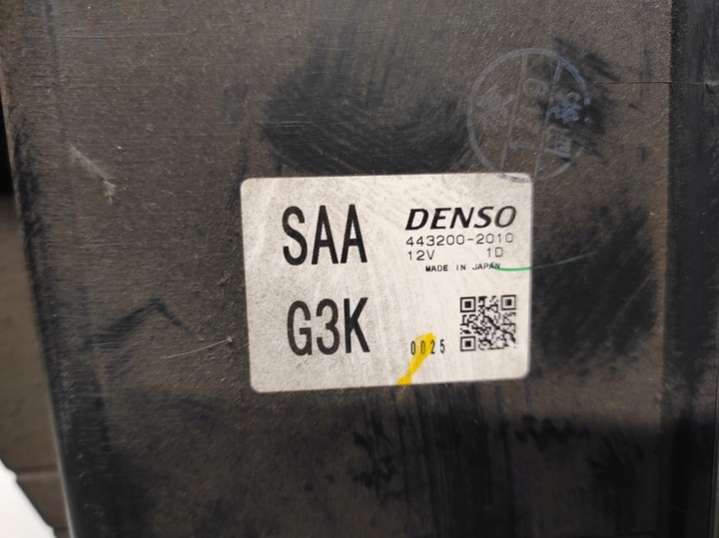 SAA
DENSO
443200-2010
12V 1D
MADE IN JAPAN
G3K
0025